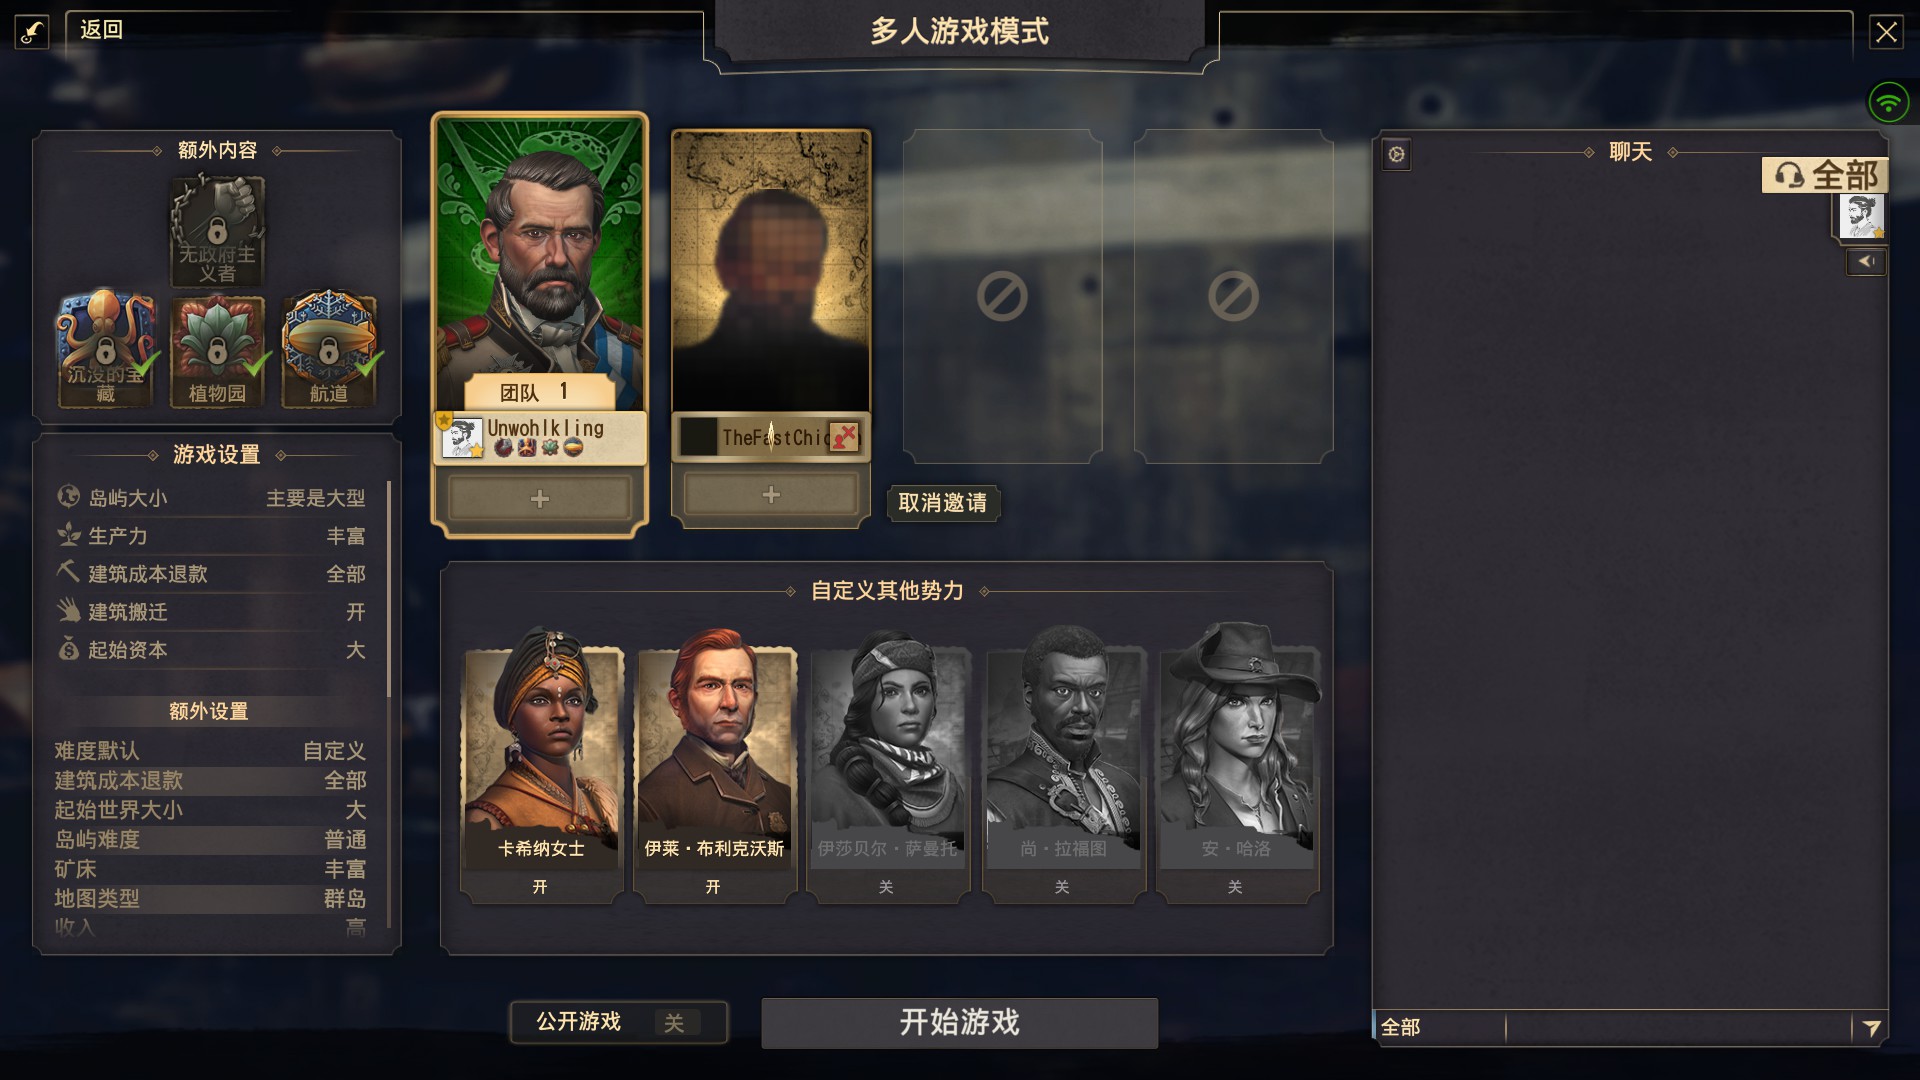 返回
多人游戏模式
额外内容
无政府主
义者
沉没的宝
藏
植物园
航道
游戏设置
岛屿大小 主要是大型
生产力 丰富
建筑成本退款 全部
建筑搬迁 开
起始资本 大
额外设置
难度默认 自定义
建筑成本退款 全部
起始世界大小 大
岛屿难度 普通
矿床 丰富
地图类型 群岛
收入 高
团队 1
Unwohlkling
取消邀请
自定义其他势力
卡希纳女士
开
伊莱·布利克沃斯
开
伊莎贝尔·萨曼托
关
尚·拉福图
关
安·哈洛
关
公开游戏 关
开始游戏
聊天
全部
全部